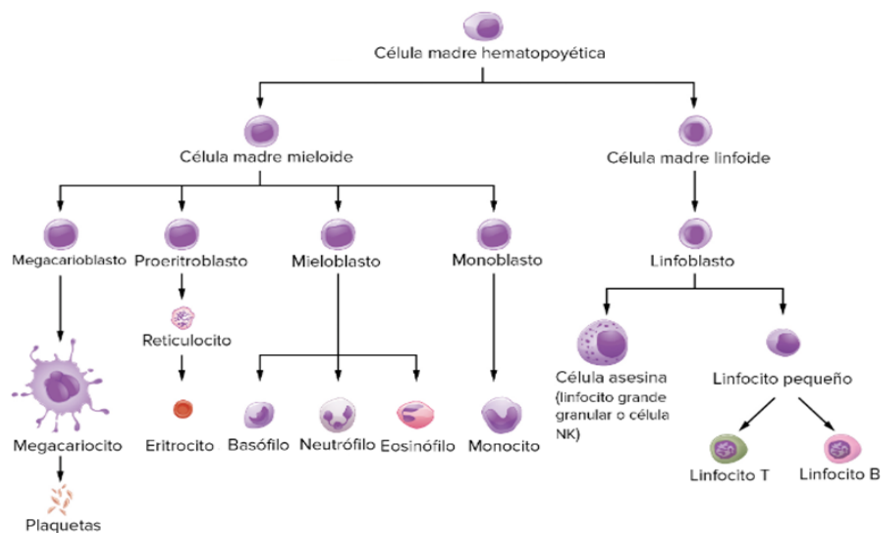 Célula madre hematopoyética
Célula madre mieloide
Célula madre linfoide
Megacarioblasto
Proeritroblasto
Mieloblasto
Monoblasto
Linfoblasto
Reticulocito
Célula asesina
(linfocito grande
granular o célula
NK)
Linfocito pequeño
Megacariocito
Eritrocito
Basófilo
Neutrófilo
Eosinófilo
Monocito
Linfocito T
Linfocito B
Plaquetas